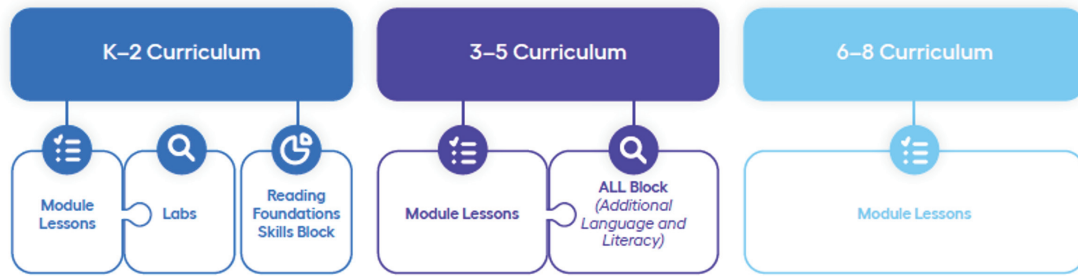 K–2 Curriculum
Module
Lessons
Labs
Reading
Foundations
Skills Block
3–5 Curriculum
Module Lessons
ALL Block
(Additional
Language and
Literacy)
6–8 Curriculum
Module Lessons